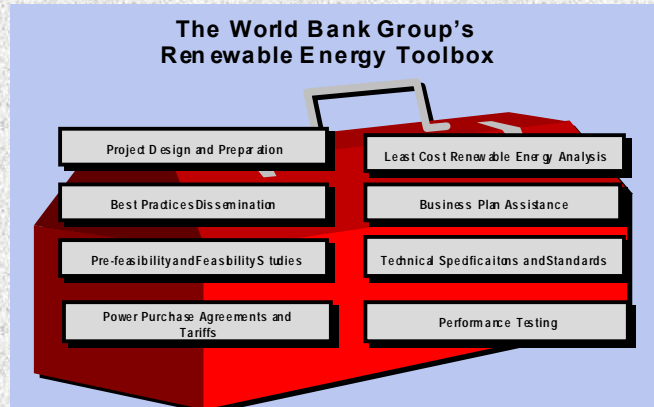 The World Bank Group's
Renewable Energy Toolbox
Project Design and Preparation
Least Cost Renewable Energy Analysis
Best Practices Dissemination
Business Plan Assistance
Pre-feasibility and Feasibility Studies
Technical Specificaitons and Standards
Power Purchase Agreements and
Tariffs
Performance Testing